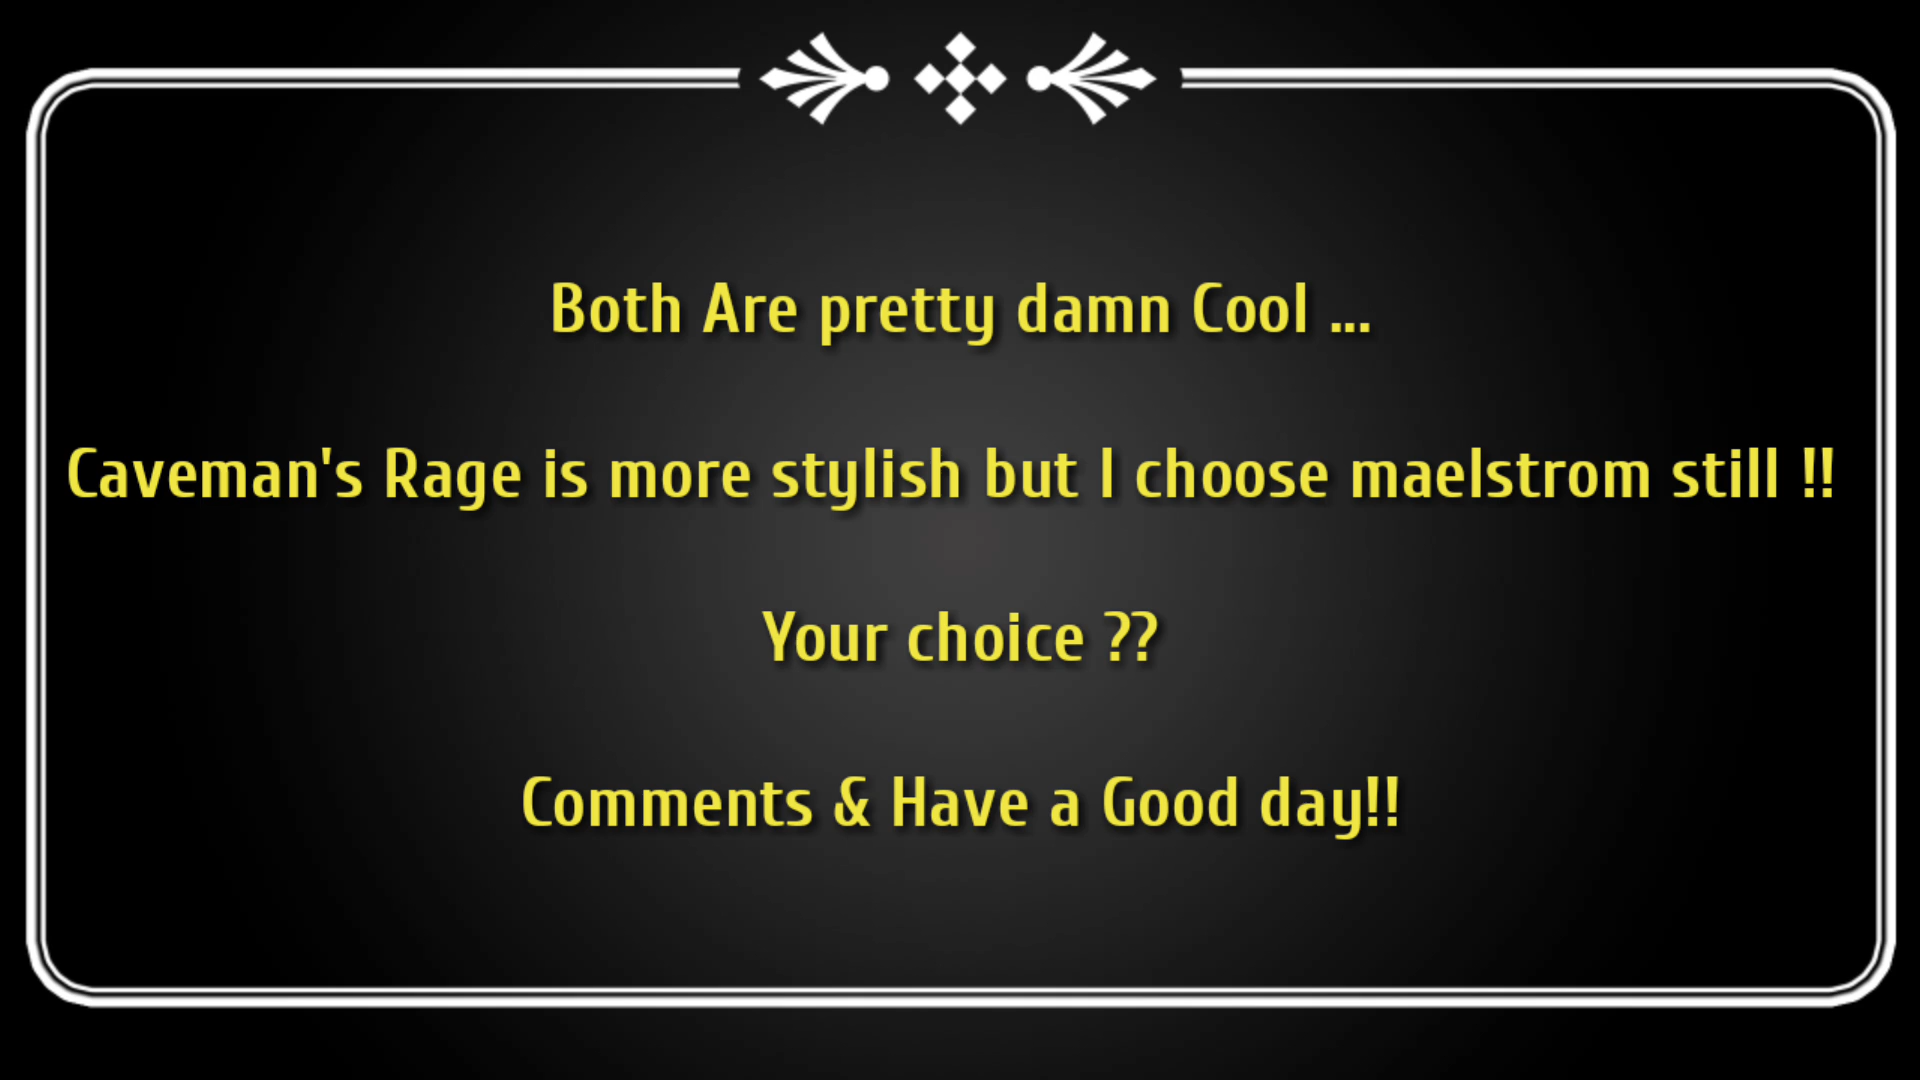 Both Are pretty damn Cool ...
Caveman's Rage is more stylish but I choose maelstrom still !!
Your choice ??
Comments & Have a Good day!!